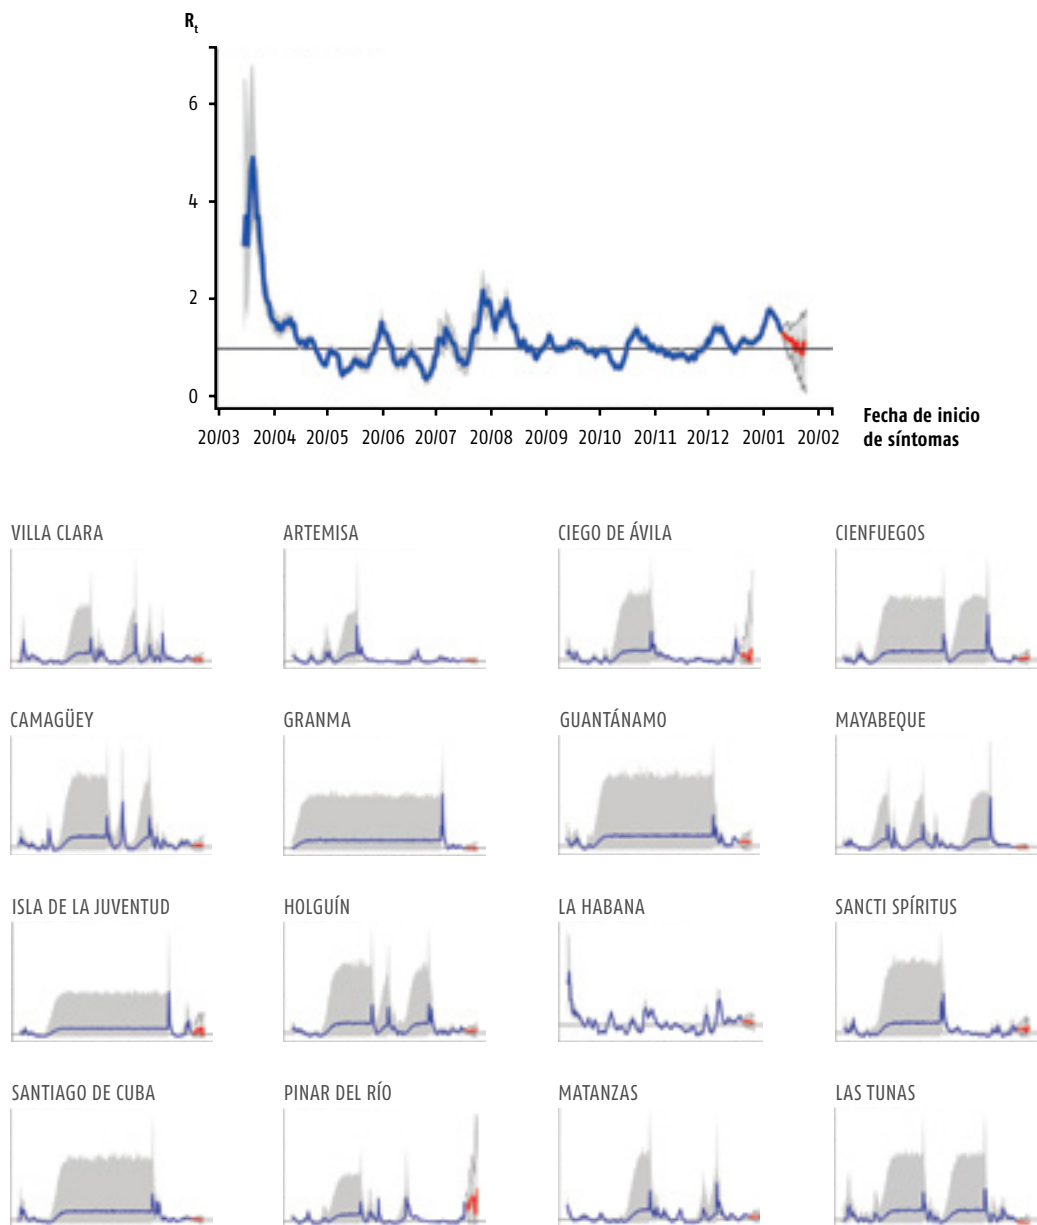 Rt
6
4
2
0
20/03 20/04 20/05 20/06 20/07 20/08 20/09 20/10 20/11 20/12 20/01 20/02
Fecha de inicio
de síntomas
VILLA CLARA ARTEMISA CIEGO DE ÁVILA CIENFUEGOS
CAMAGÜEY GRANMA GUANTÁNAMO MAYABEQUE
ISLA DE LA JUVENTUD HOLGUÍN LA HABANA SANCTI SPÍRITUS
SANTIAGO DE CUBA PINAR DEL RÍO MATANZAS LAS TUNAS